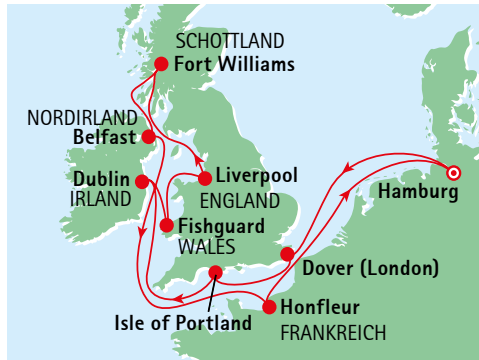 SCHOTTLAND
Fort Williams
NORDIRLAND
Belfast
Dublin
IRLAND
Liverpool
ENGLAND
Hamburg
Fishguard
WALES
Dover (London)
Isle of Portland
Honfleur
FRANKREICH